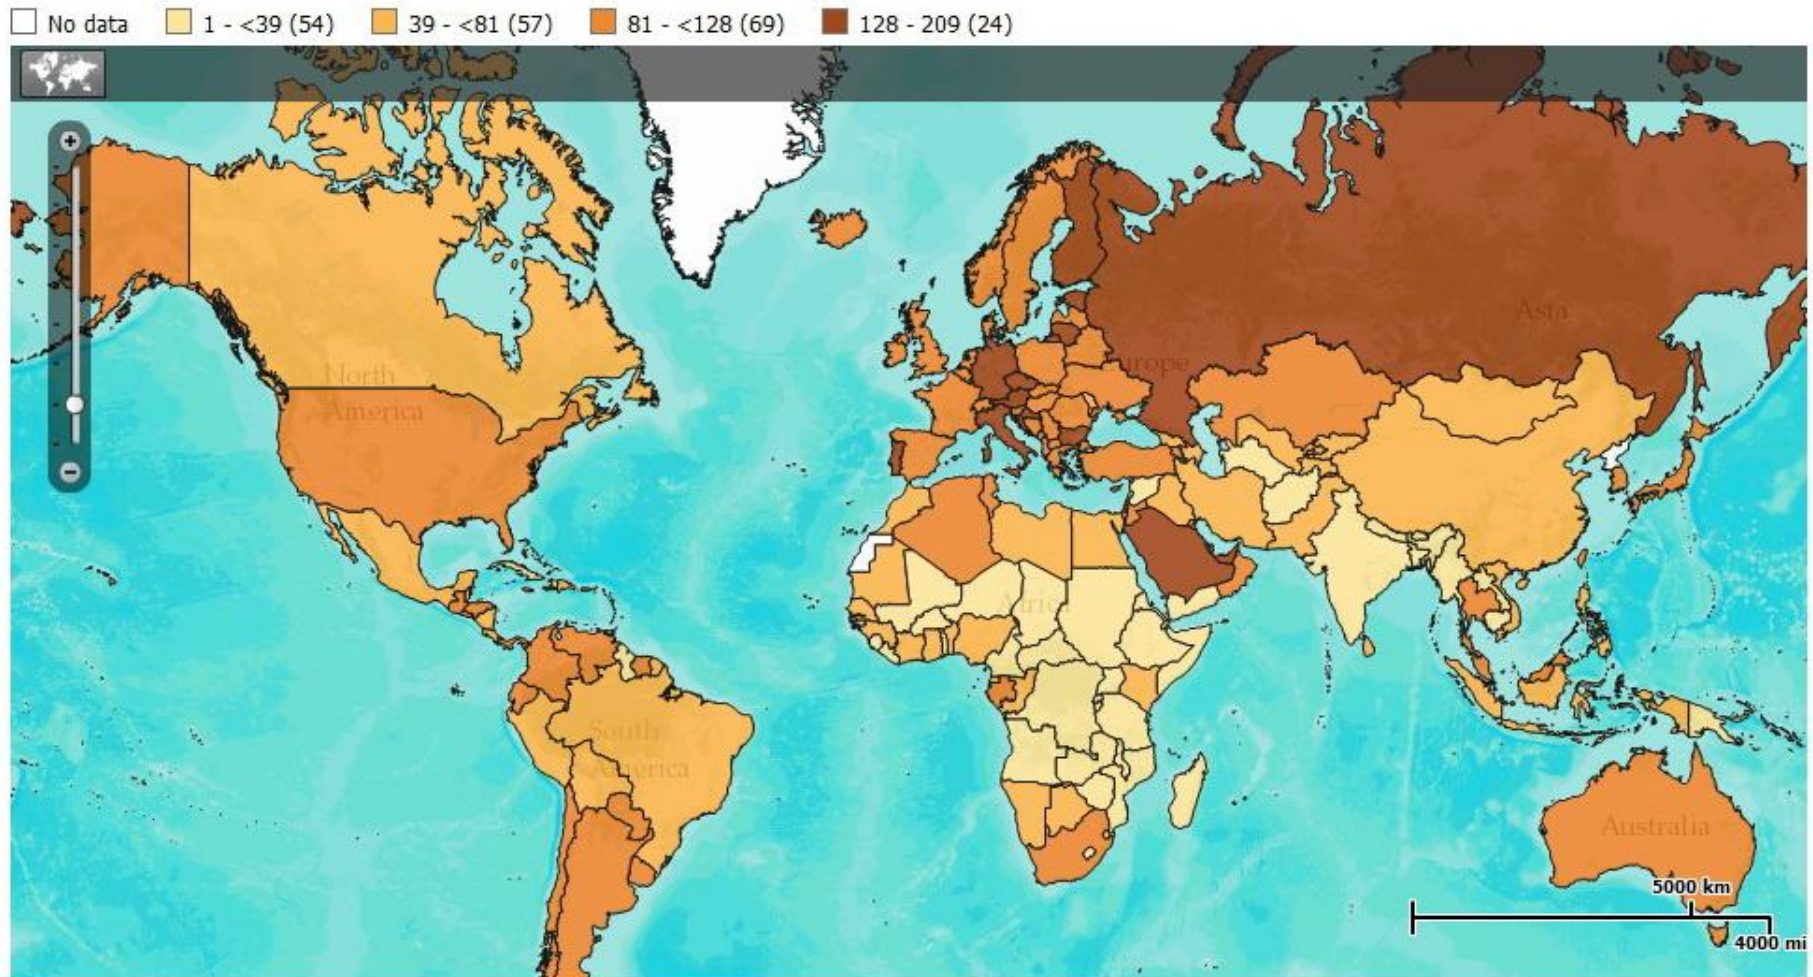 No data 1 - <39 (54) 39 - <81 (57) 81 - <128 (69) 128 - 209 (24)
Asia
Europe
North
America
Africa
South
America
Australia
5000 km
4000 mi